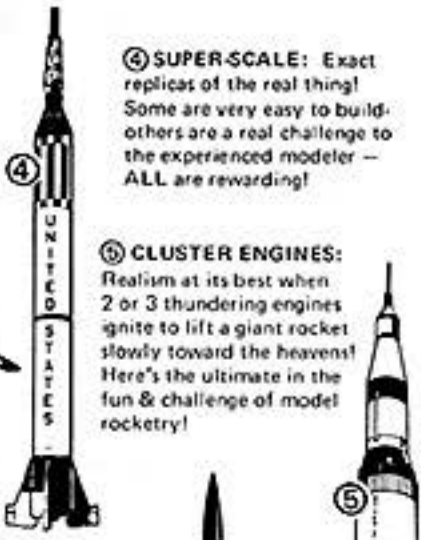 ④ SUPER-SCALE: Exact
replicas of the real thing!
Some are very easy to build-
others are a real challenge to
the experienced modeler —
ALL are rewarding!
④
UNITED STATES
⑤ CLUSTER ENGINES:
Realism at its best when
2 or 3 thundering engines
ignite to lift a giant rocket
slowly toward the heavens!
Here's the ultimate in the
fun & challenge of model
rocketry!
⑤